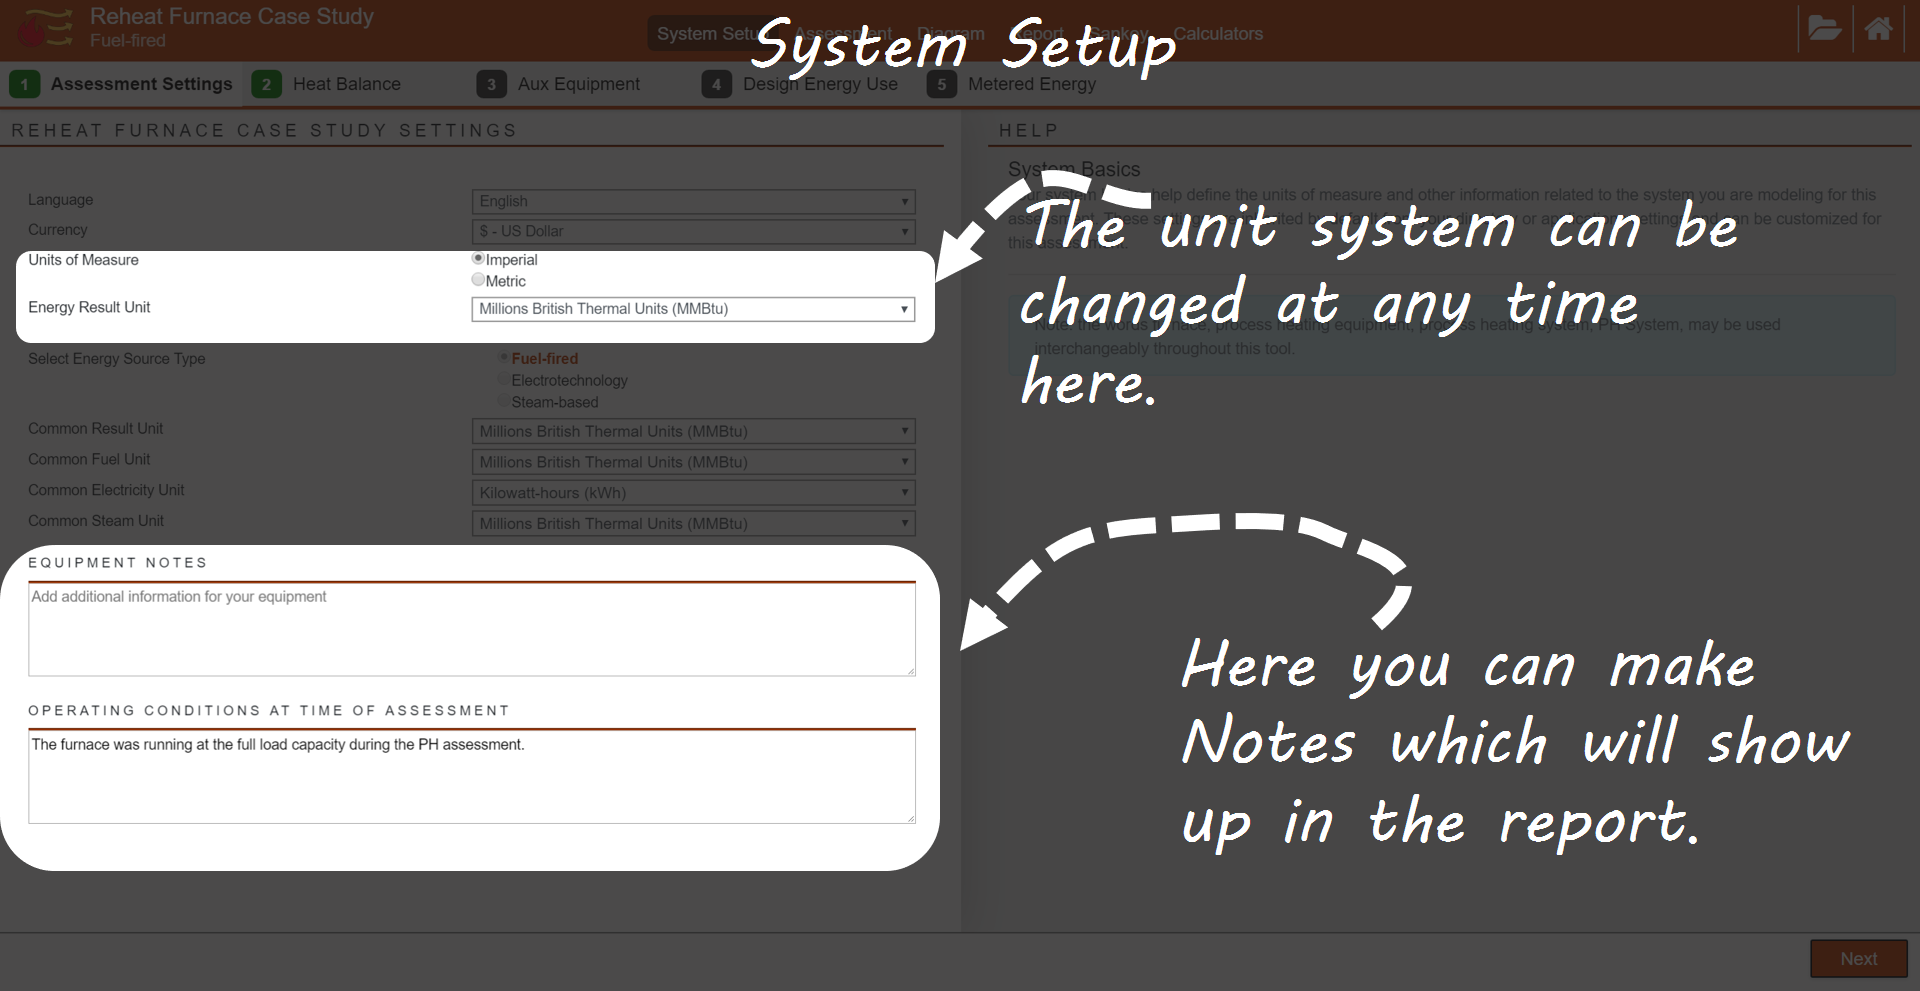 Reheat Furnace Case Study
Fuel-fired
System Setup Assessment Diagram Report Sankey Calculators
System Setup
1 Assessment Settings 2 Heat Balance 3 Aux Equipment 4 Design Energy Use 5 Metered Energy
REHEAT FURNACE CASE STUDY SETTINGS
Language English
Currency $ - US Dollar
Units of Measure Imperial
Metric
Energy Result Unit Millions British Thermal Units (MMBtu)
Select Energy Source Type Fuel-fired
Electrotechnology
Steam-based
Common Result Unit Millions British Thermal Units (MMBtu)
Common Fuel Unit Millions British Thermal Units (MMBtu)
Common Electricity Unit Kilowatt-hours (kWh)
Common Steam Unit Millions British Thermal Units (MMBtu)
EQUIPMENT NOTES
Add additional information for your equipment
OPERATING CONDITIONS AT TIME OF ASSESSMENT
The furnace was running at the full load capacity during the PH assessment.
HELP
System Basics
system help define the units of measure and other information related to the system you are modeling for this
assessment. These or can be customized for
this assessment.
Note: the words furnace, process heating equipment, process heating system, PH System, may be used
interchangeably throughout this tool.
The unit system can be
changed at any time
here.
Here you can make
Notes which will show
up in the report.
Next